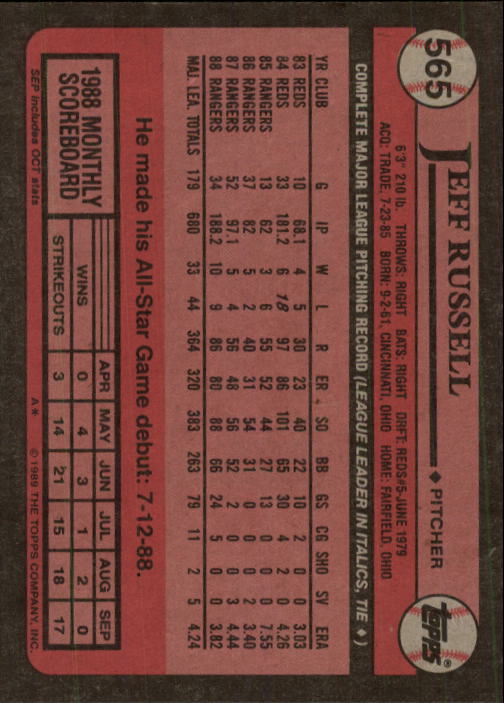 565
JEFF RUSSELL ♦ PITCHER
topps®
6'3" 210 lb. THROWS: RIGHT BATS: RIGHT DRFT: REDS#5-JUNE 1979
ACQ: TRADE, 7-23-85 BORN: 9-2-61, CINCINNATI, OHIO HOME: FAIRFIELD, OHIO
COMPLETE MAJOR LEAGUE PITCHING RECORD (LEAGUE LEADER IN ITALICS, TIE ♦)
YR CLUB G IP W L R ER SO BB GS CG SHO SV ERA
83 REDS 10 68.1 4 5 30 23 40 22 10 2 0 0 3.03
84 REDS 33 181.2 6 18 97 86 101 65 30 4 2 0 4.26
85 RANGERS 13 62 3 6 55 52 44 27 13 0 0 0 7.55
86 RANGERS 37 82 5 2 40 31 54 31 0 0 0 2 3.40
87 RANGERS 52 97.1 5 4 56 48 56 52 2 0 0 3 4.44
88 RANGERS 34 188.2 10 9 86 80 88 66 24 5 0 0 3.82
MAJ. LEA. TOTALS 179 680 33 44 364 320 383 263 79 11 2 5 4.24
He made his All-Star Game debut: 7-12-88.
1988 MONTHLY SCOREBOARD
APR MAY JUN JUL AUG SEP
WINS 0 4 3 1 2 0
STRIKEOUTS 3 14 21 15 18 17
SEP includes OCT stats A* © 1989 THE TOPPS COMPANY, INC.